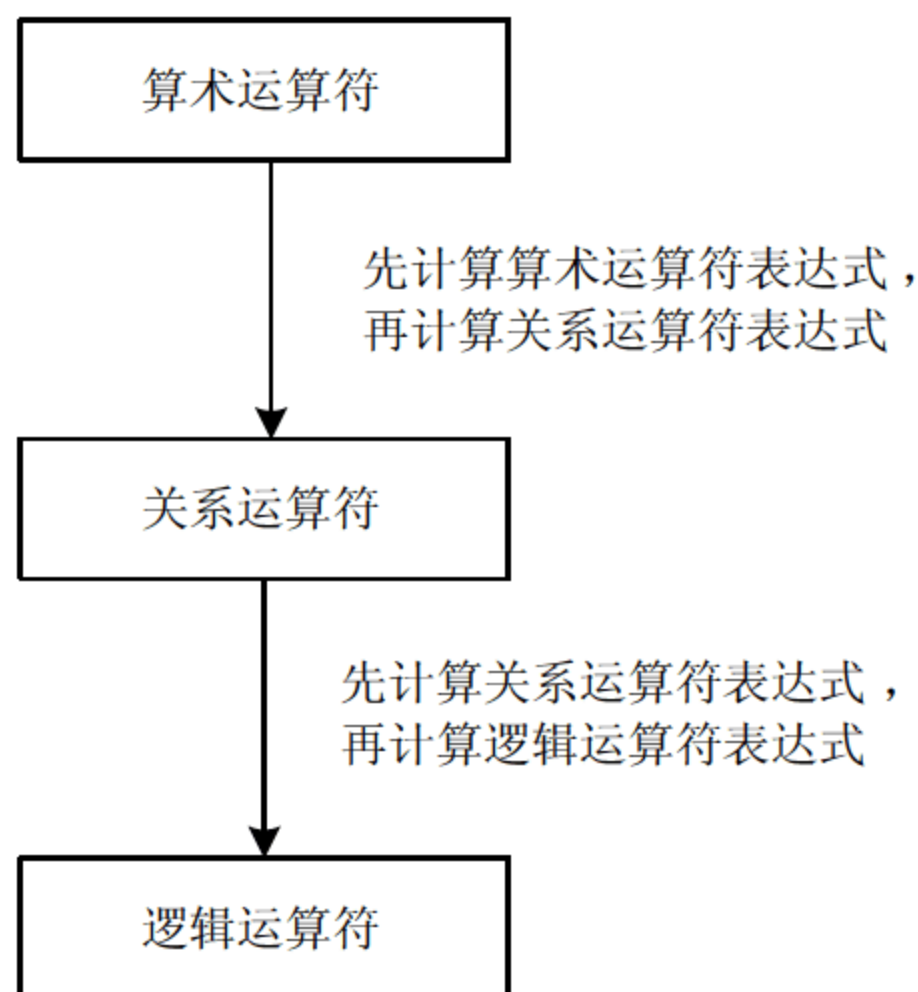 算术运算符
先计算算术运算符表达式，
再计算关系运算符表达式
关系运算符
先计算关系运算符表达式，
再计算逻辑运算符表达式
逻辑运算符